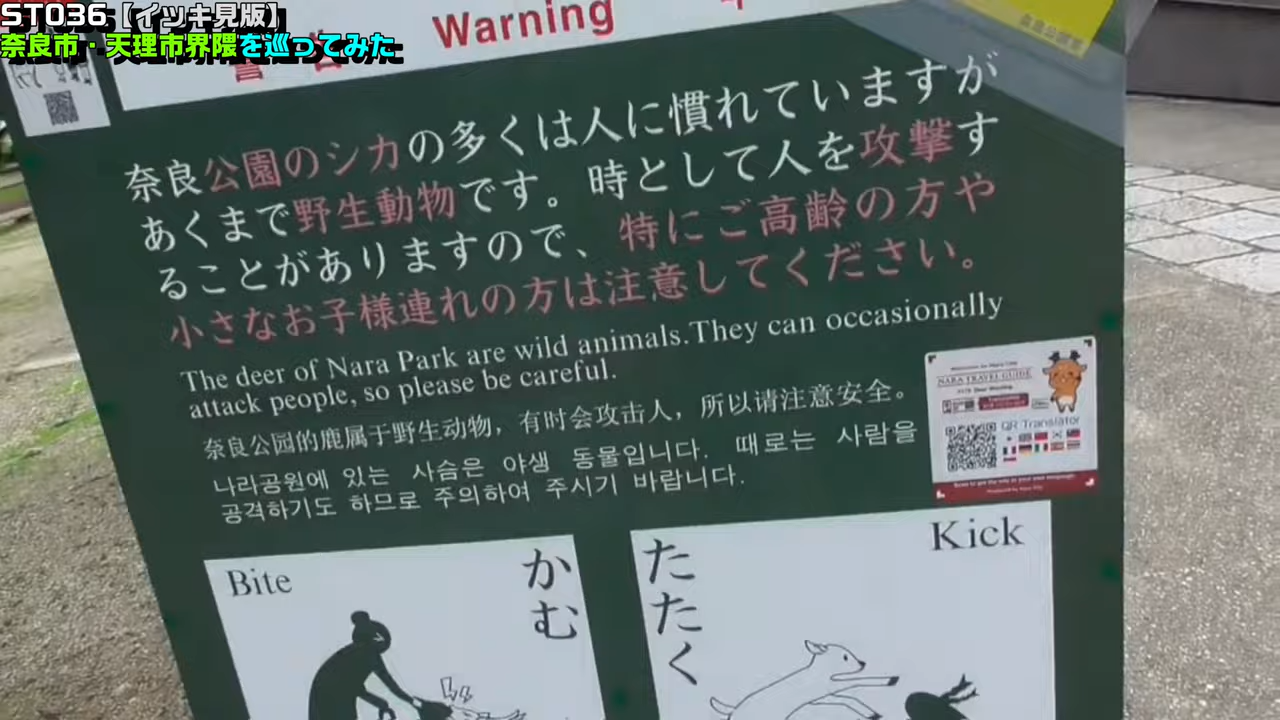 ST036【イッキ見版】
奈良市・天理市界隈を巡ってみた
Warning
奈良公園のシカの多くは人に慣れていますが
あくまで野生動物です。時として人を攻撃す
ることがありますので、特にご高齢の方や
小さなお子様連れの方は注意してください。
The deer of Nara Park are wild animals.They can occasionally
attack people, so please be careful.
奈良公园的鹿属于野生动物，有时会攻击人，所以请注意安全。
나라공원에 있는 사슴은 야생 동물입니다. 때로는 사람을
공격하기도 하므로 주의하여 주시기 바랍니다.
NARA TRAVEL GUIDE
QR Translator
Bite
かむ
たたく
Kick